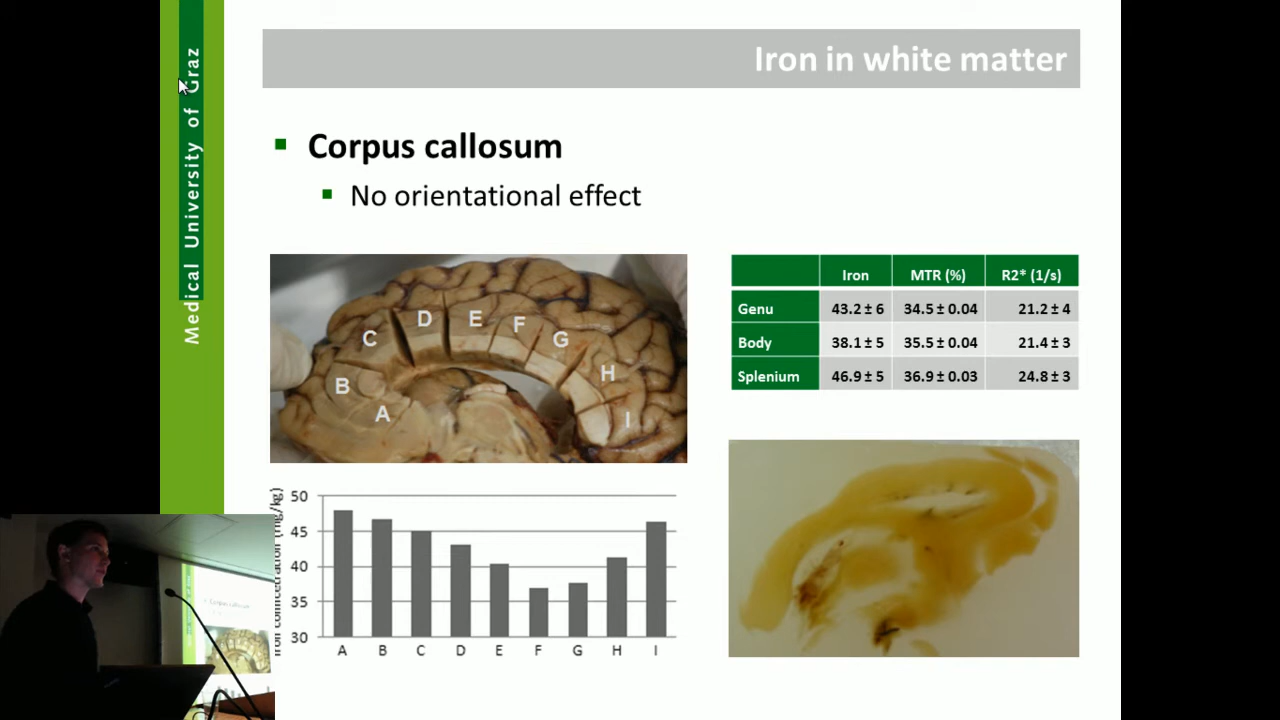 Medical University of Graz
Iron in white matter
Corpus callosum
No orientational effect
C D E F G H I B A
Iron MTR (%) R2* (1/s)
Genu 43.2 ± 6 34.5 ± 0.04 21.2 ± 4
Body 38.1 ± 5 35.5 ± 0.04 21.4 ± 3
Splenium 46.9 ± 5 36.9 ± 0.03 24.8 ± 3
Iron concentration (mg/kg)
50
45
40
35
30
A B C D E F G H I
Corpus callosum